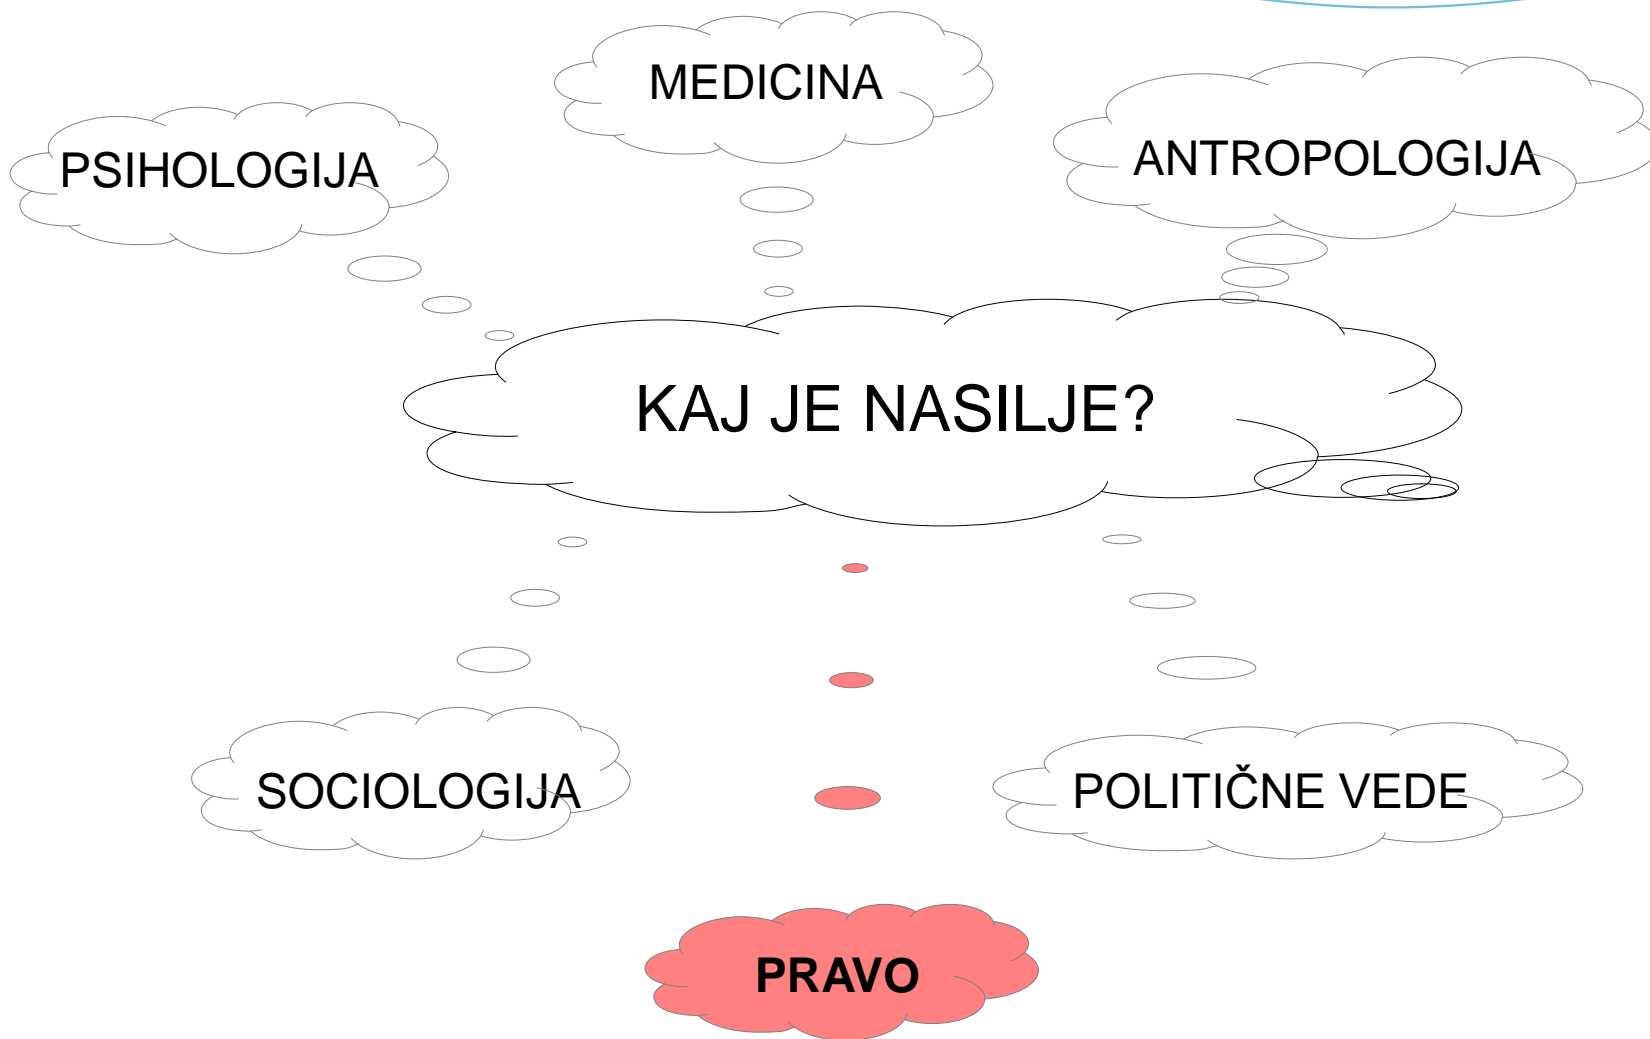 MEDICINA
PSIHOLOGIJA
ANTROPOLOGIJA
KAJ JE NASILJE?
SOCIOLOGIJA
POLITIČNE VEDE
PRAVO